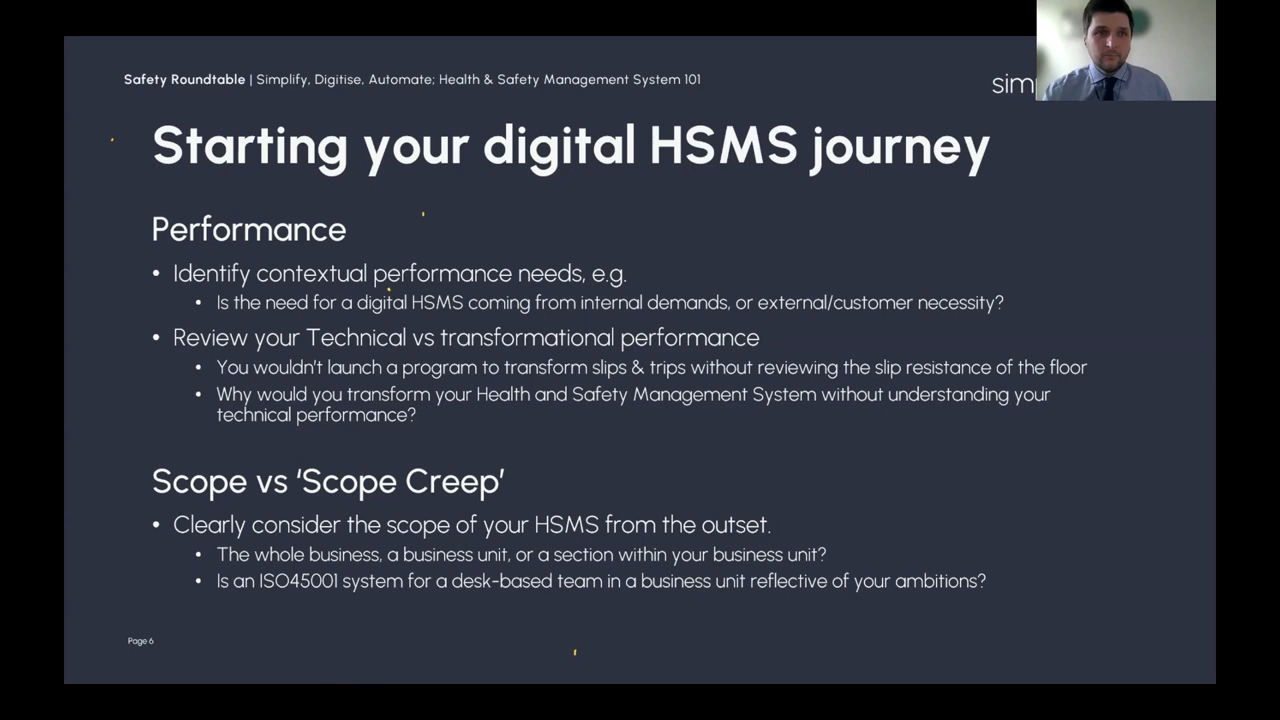 Safety Roundtable | Simplify, Digitise, Automate; Health & Safety Management System 101
Starting your digital HSMS journey
Performance
• Identify contextual performance needs, e.g.
• Is the need for a digital HSMS coming from internal demands, or external/customer necessity?
• Review your Technical vs transformational performance
• You wouldn't launch a program to transform slips & trips without reviewing the slip resistance of the floor
• Why would you transform your Health and Safety Management System without understanding your
technical performance?
Scope vs ‘Scope Creep’
• Clearly consider the scope of your HSMS from the outset.
• The whole business, a business unit, or a section within your business unit?
• Is an ISO45001 system for a desk-based team in a business unit reflective of your ambitions?
Page 6